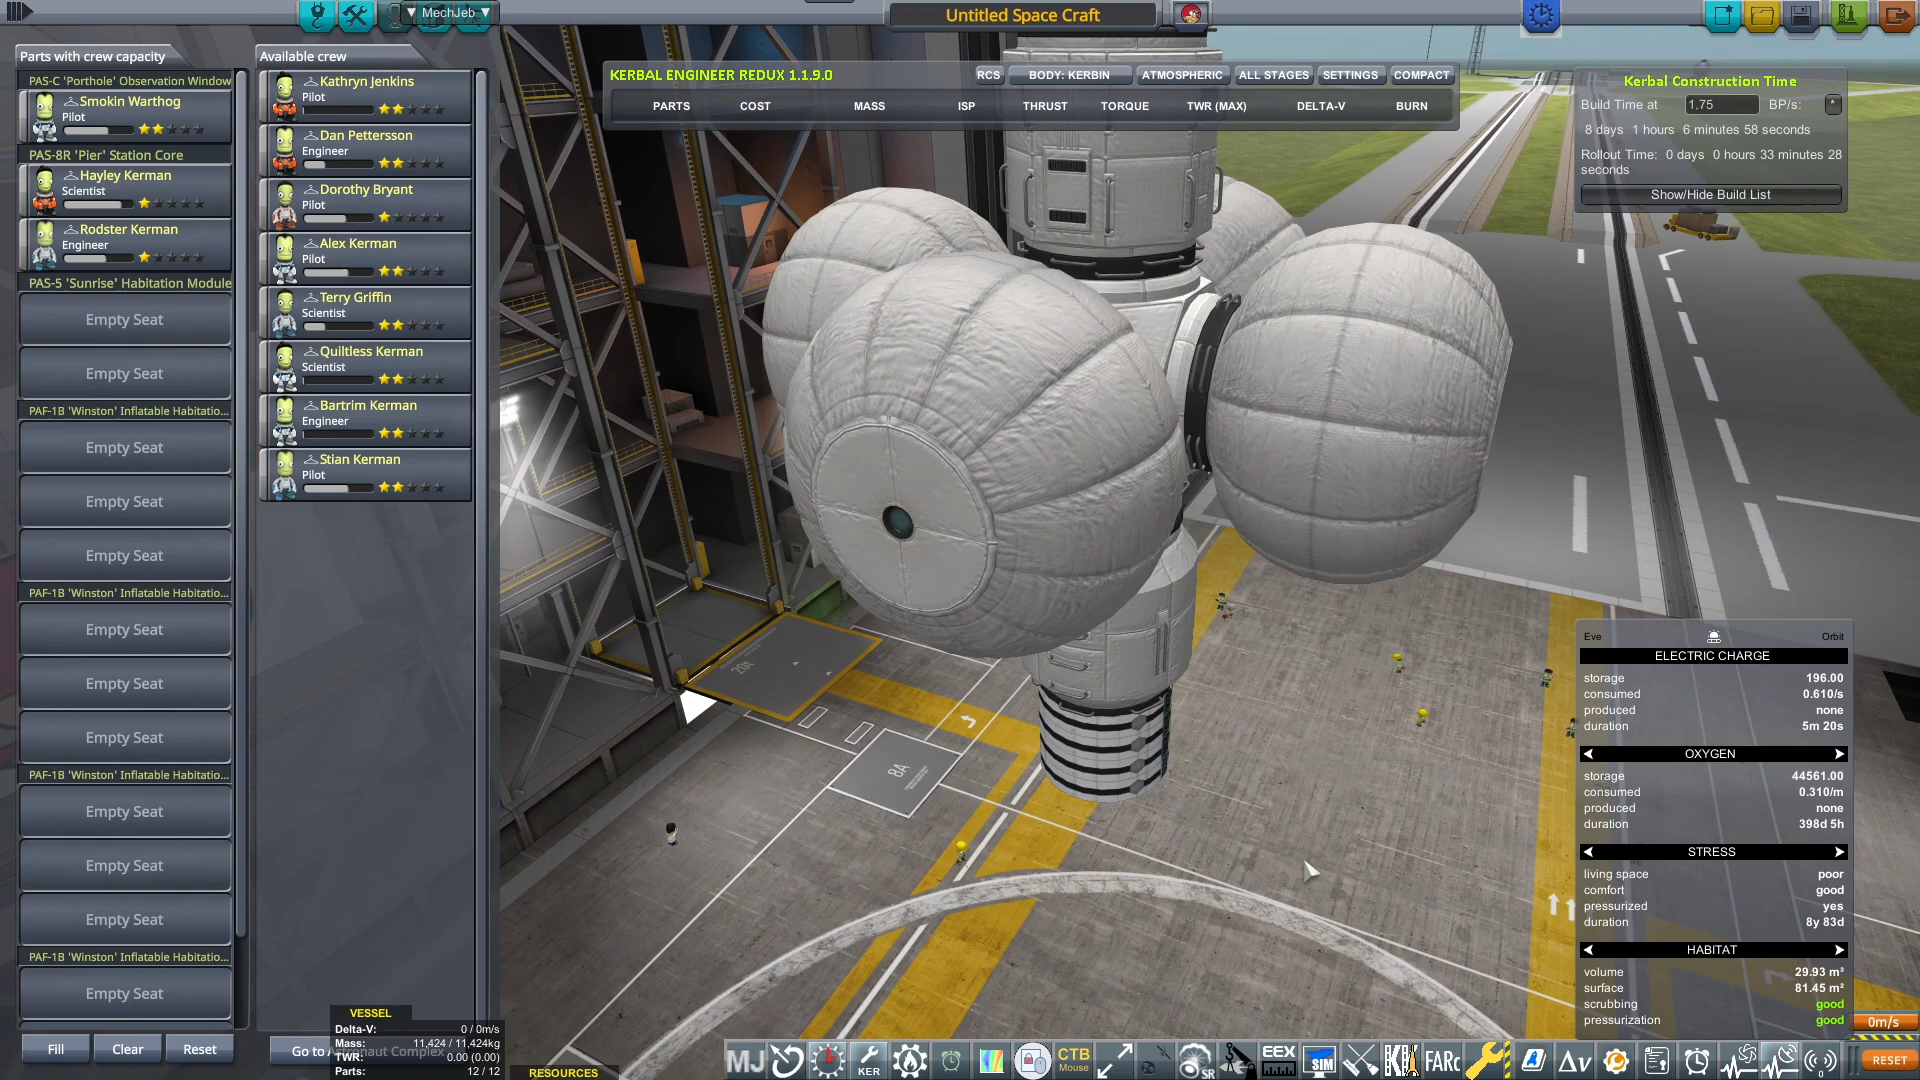 MechJeb
Untitled Space Craft
Parts with crew capacity
PAS-C 'Porthole' Observation Window
Smokin Warthog
Pilot
PAS-8R 'Pier' Station Core
Hayley Kerman
Scientist
Rodster Kerman
Engineer
PAS-5 'Sunrise' Habitation Module
Empty Seat
Empty Seat
PAF-1B 'Winston' Inflatable Habitatio...
Empty Seat
Empty Seat
Empty Seat
PAF-1B 'Winston' Inflatable Habitatio...
Empty Seat
Empty Seat
Empty Seat
PAF-1B 'Winston' Inflatable Habitatio...
Empty Seat
Empty Seat
Empty Seat
PAF-1B 'Winston' Inflatable Habitatio...
Empty Seat
Fill Clear Reset
Available crew
Kathryn Jenkins
Pilot
Dan Pettersson
Engineer
Dorothy Bryant
Pilot
Alex Kerman
Pilot
Terry Griffin
Scientist
Quiltless Kerman
Scientist
Bartrim Kerman
Engineer
Stian Kerman
Pilot
Go to Astronaut Complex
VESSEL
Delta-V: 0 / 0m/s
Mass: 11,424 / 11,424kg
TWR: 0.00 (0.00)
Parts: 12 / 12
RESOURCES
KERBAL ENGINEER REDUX 1.1.9.0
RCS BODY: KERBIN ATMOSPHERIC ALL STAGES SETTINGS COMPACT
PARTS COST MASS ISP THRUST TORQUE TWR (MAX) DELTA-V BURN
Kerbal Construction Time
Build Time at 1.75 BP/s: *
8 days 1 hours 6 minutes 58 seconds
Rollout Time: 0 days 0 hours 33 minutes 28
seconds
Show/Hide Build List
20t
8A
Eve Orbit
ELECTRIC CHARGE
storage 196.00
consumed 0.610/s
produced none
duration 5m 20s
OXYGEN
storage 44561.00
consumed 0.310/m
produced none
duration 398d 5h
STRESS
living space poor
comfort good
pressurized yes
duration 8y 83d
HABITAT
volume 29.93 m³
surface 81.45 m²
scrubbing good
pressurization good
0m/s
MJ KER CTB Mouse SR EEX SIM KK FARc Δv 0 RESET